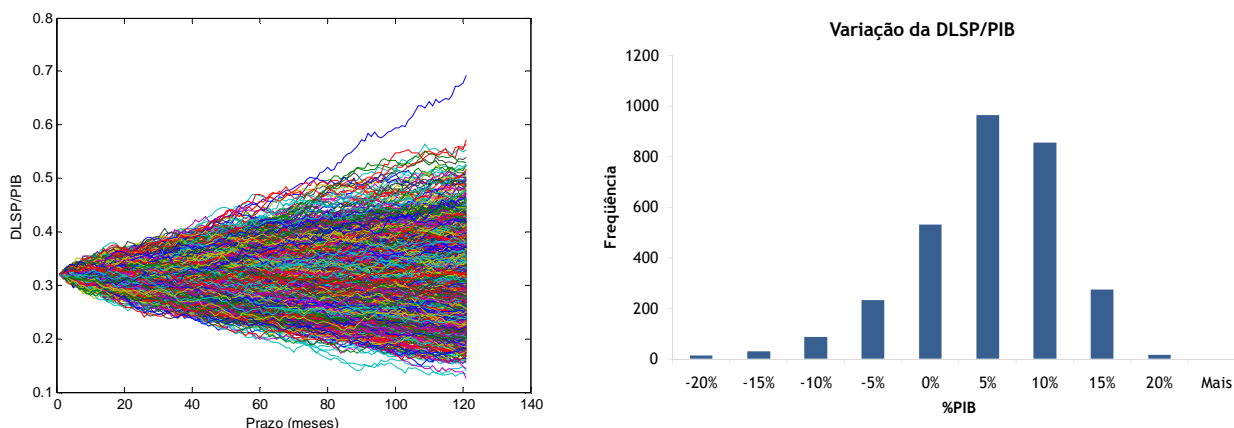 0.8
0.7
0.6
0.5
0.4
0.3
0.2
0.1
DLSP/PIB
0 20 40 60 80 100 120 140
Prazo (meses)
Variação da DLSP/PIB
1200
1000
800
600
400
200
0
Freqüência
-20% -15% -10% -5% 0% 5% 10% 15% 20% Mais
%PIB